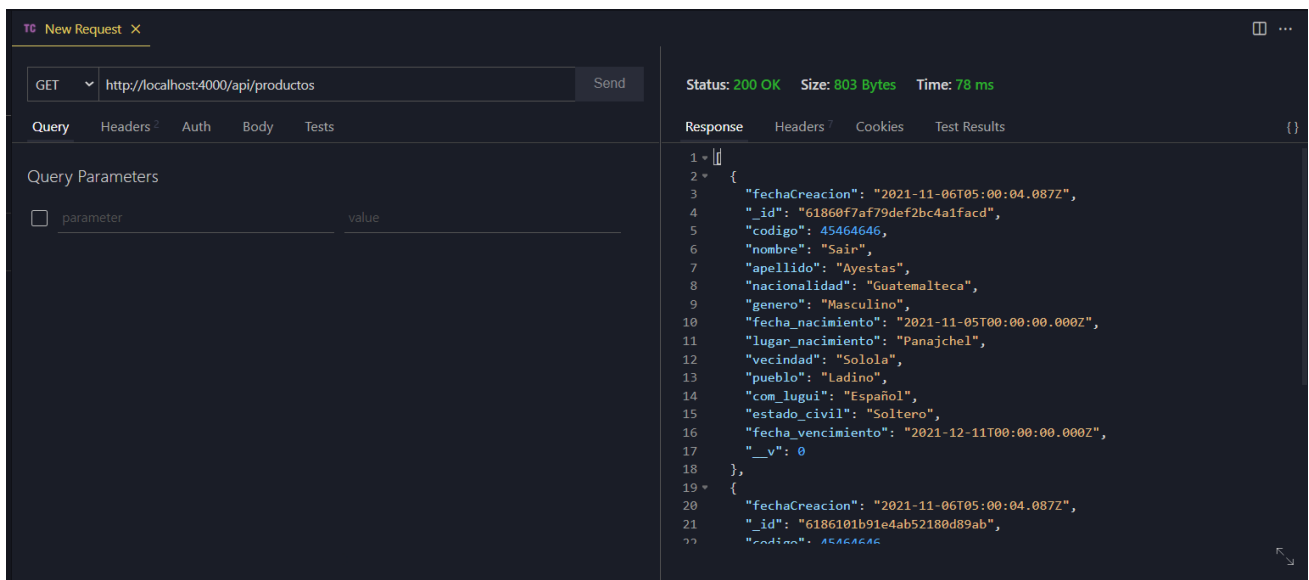 TC New Request ×
GET http://localhost:4000/api/productos Send
Query Headers 2 Auth Body Tests
Query Parameters
parameter value
Status: 200 OK Size: 803 Bytes Time: 78 ms
Response Headers 7 Cookies Test Results { }
1 [
2 {
3 "fechaCreacion": "2021-11-06T05:00:04.087Z",
4 "_id": "61860f7af79def2bc4a1facd",
5 "codigo": 45464646,
6 "nombre": "Sair",
7 "apellido": "Ayestas",
8 "nacionalidad": "Guatemalteca",
9 "genero": "Masculino",
10 "fecha_nacimiento": "2021-11-05T00:00:00.000Z",
11 "lugar_nacimiento": "Panajchel",
12 "vecindad": "Solola",
13 "pueblo": "Ladino",
14 "com_lugui": "Español",
15 "estado_civil": "Soltero",
16 "fecha_vencimiento": "2021-12-11T00:00:00.000Z",
17 "__v": 0
18 },
19 {
20 "fechaCreacion": "2021-11-06T05:00:04.087Z",
21 "_id": "6186101b91e4ab52180d89ab",
22 "codigo": 45464646